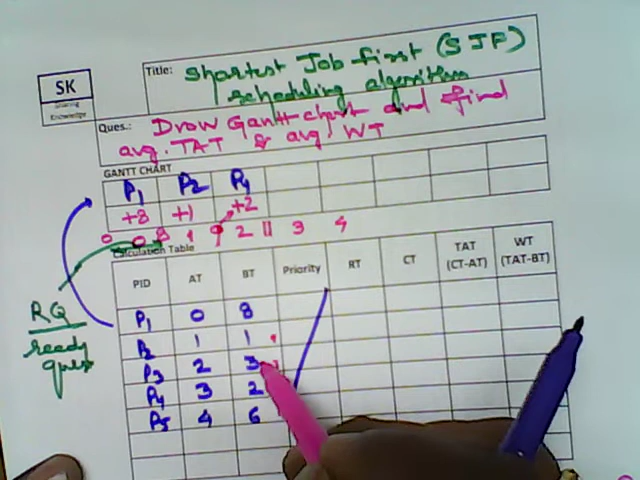 SK
Sharing
Knowledge
Title: Shortest Job first (SJF)
scheduling algorithm
Ques.: Draw Gantt chart and find
avg. TAT & avg. WT
GANTT CHART
P1 P2 P4
+8 +1 +2
0 0 8 1 9 2 11 3 4
Calculation Table
PID AT BT Priority RT CT TAT (CT-AT) WT (TAT-BT)
P1 0 8
P2 1 1
P3 2 3
P4 3 2
P5 4 6
RQ
ready